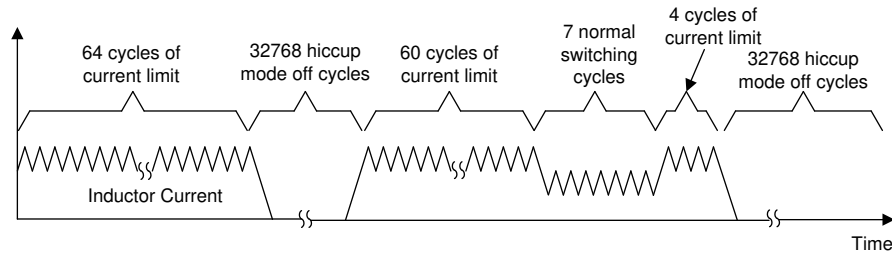 64 cycles of
current limit
32768 hiccup
mode off cycles
60 cycles of
current limit
7 normal
switching
cycles
4 cycles of
current limit
32768 hiccup
mode off cycles
Inductor Current
Time